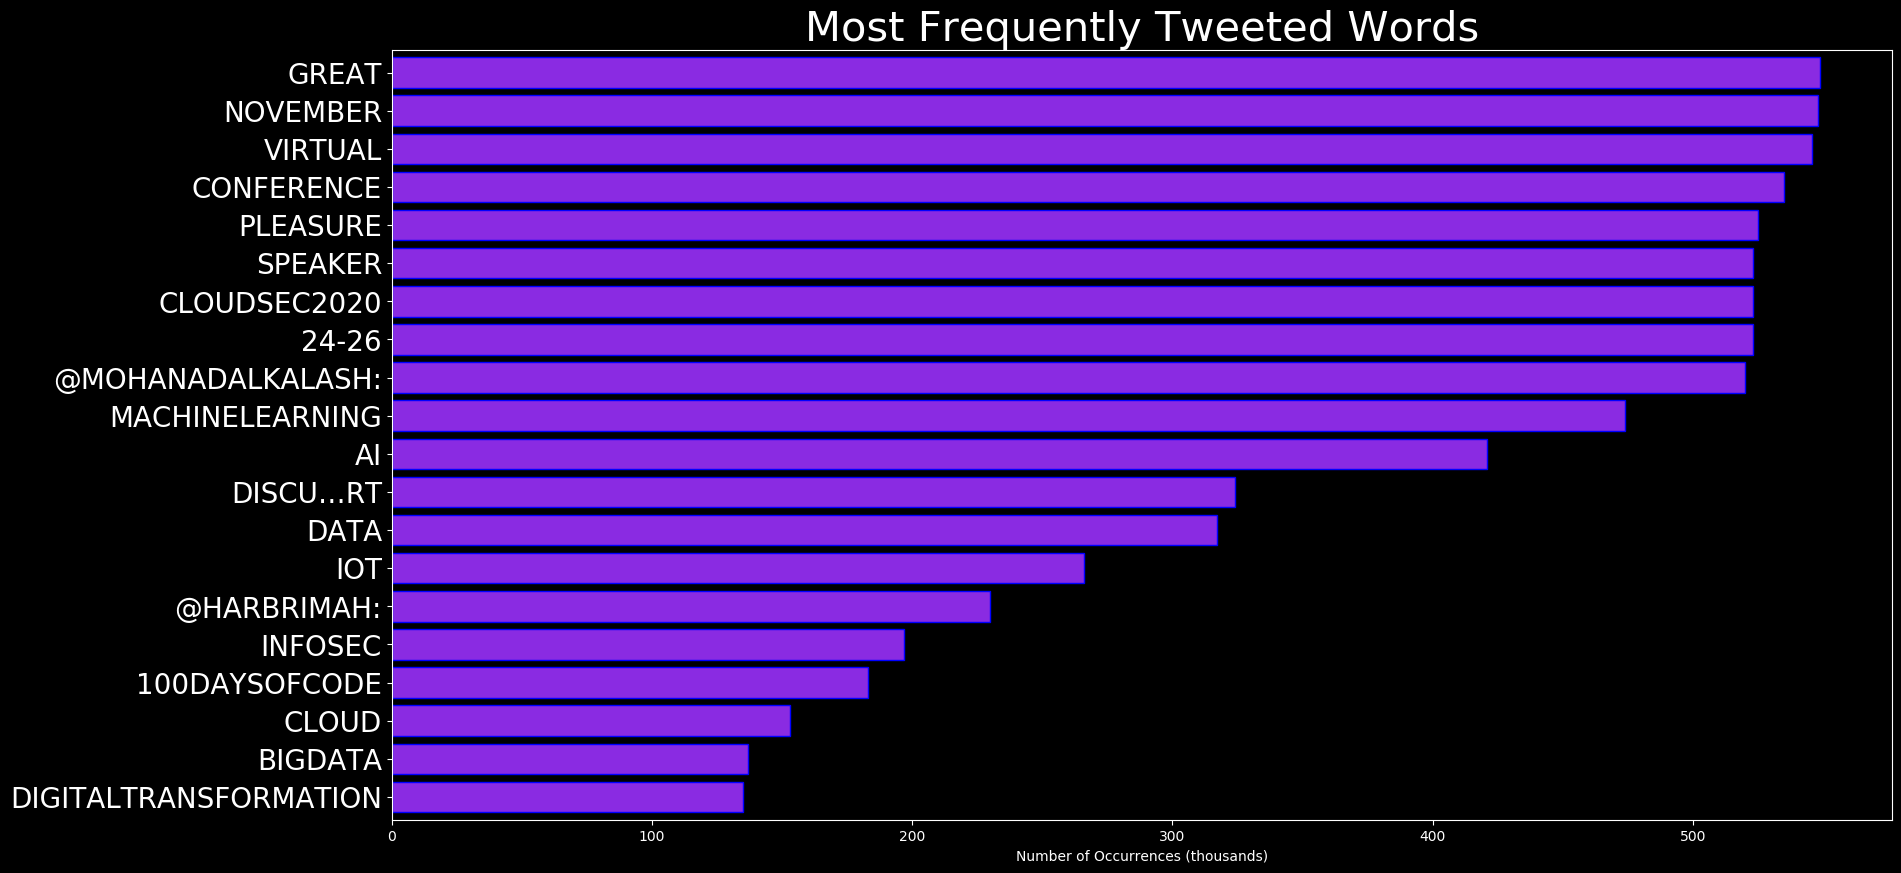 Most Frequently Tweeted Words
GREAT
NOVEMBER
VIRTUAL
CONFERENCE
PLEASURE
SPEAKER
CLOUDSEC2020
24-26
@MOHANADALKALASH:
MACHINELEARNING
AI
DISCU…RT
DATA
IOT
@HARBRIMAH:
INFOSEC
100DAYSOFCODE
CLOUD
BIGDATA
DIGITALTRANSFORMATION
0 100 200 300 400 500
Number of Occurrences (thousands)